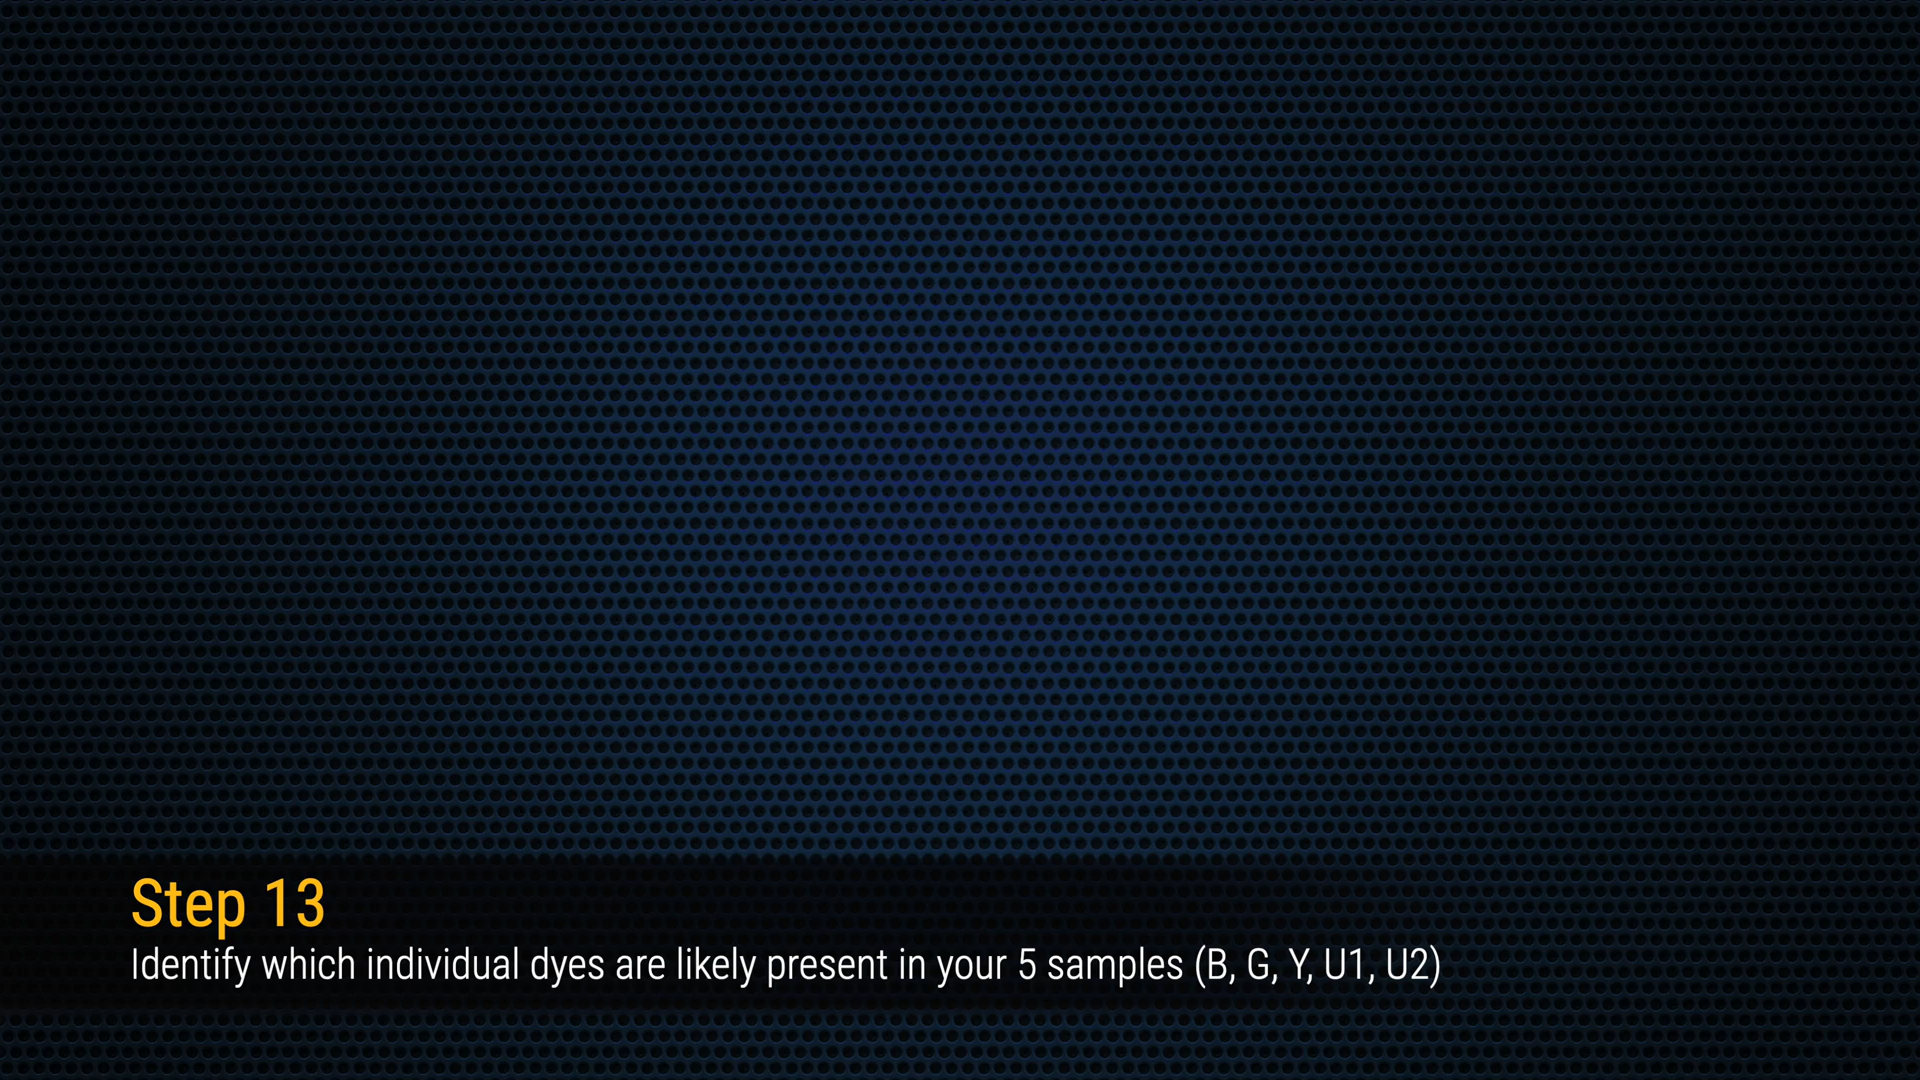 Step 13
Identify which individual dyes are likely present in your 5 samples (B, G, Y, U1, U2)